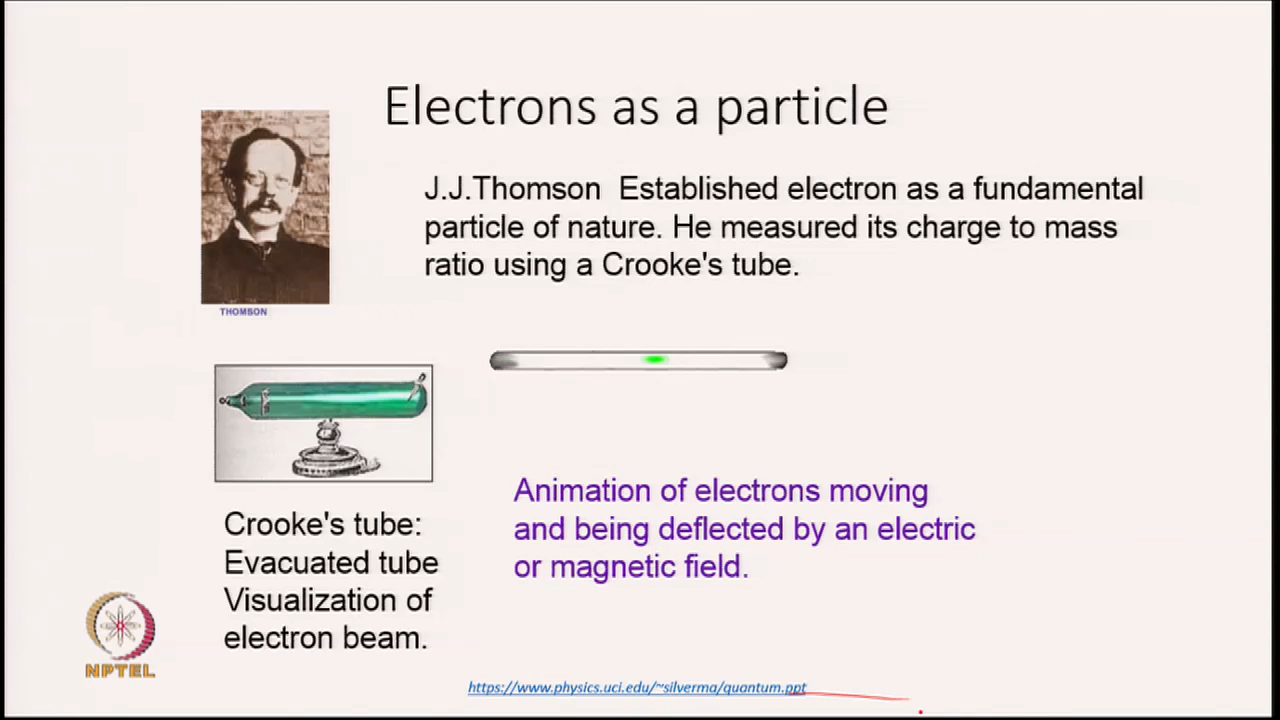 Electrons as a particle
J.J.Thomson Established electron as a fundamental
particle of nature. He measured its charge to mass
ratio using a Crooke's tube.
THOMSON
Animation of electrons moving
and being deflected by an electric
or magnetic field.
Crooke's tube:
Evacuated tube
Visualization of
electron beam.
NPTEL
https://www.physics.uci.edu/~silverma/quantum.ppt